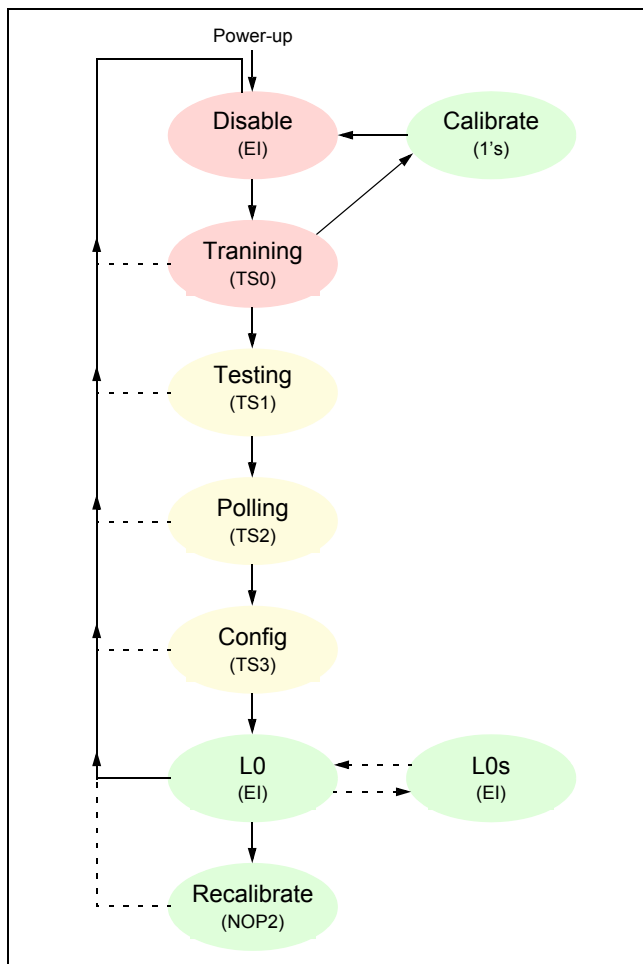 Power-up
Disable
(EI)
Calibrate
(1's)
Tranining
(TS0)
Testing
(TS1)
Polling
(TS2)
Config
(TS3)
L0
(EI)
L0s
(EI)
Recalibrate
(NOP2)